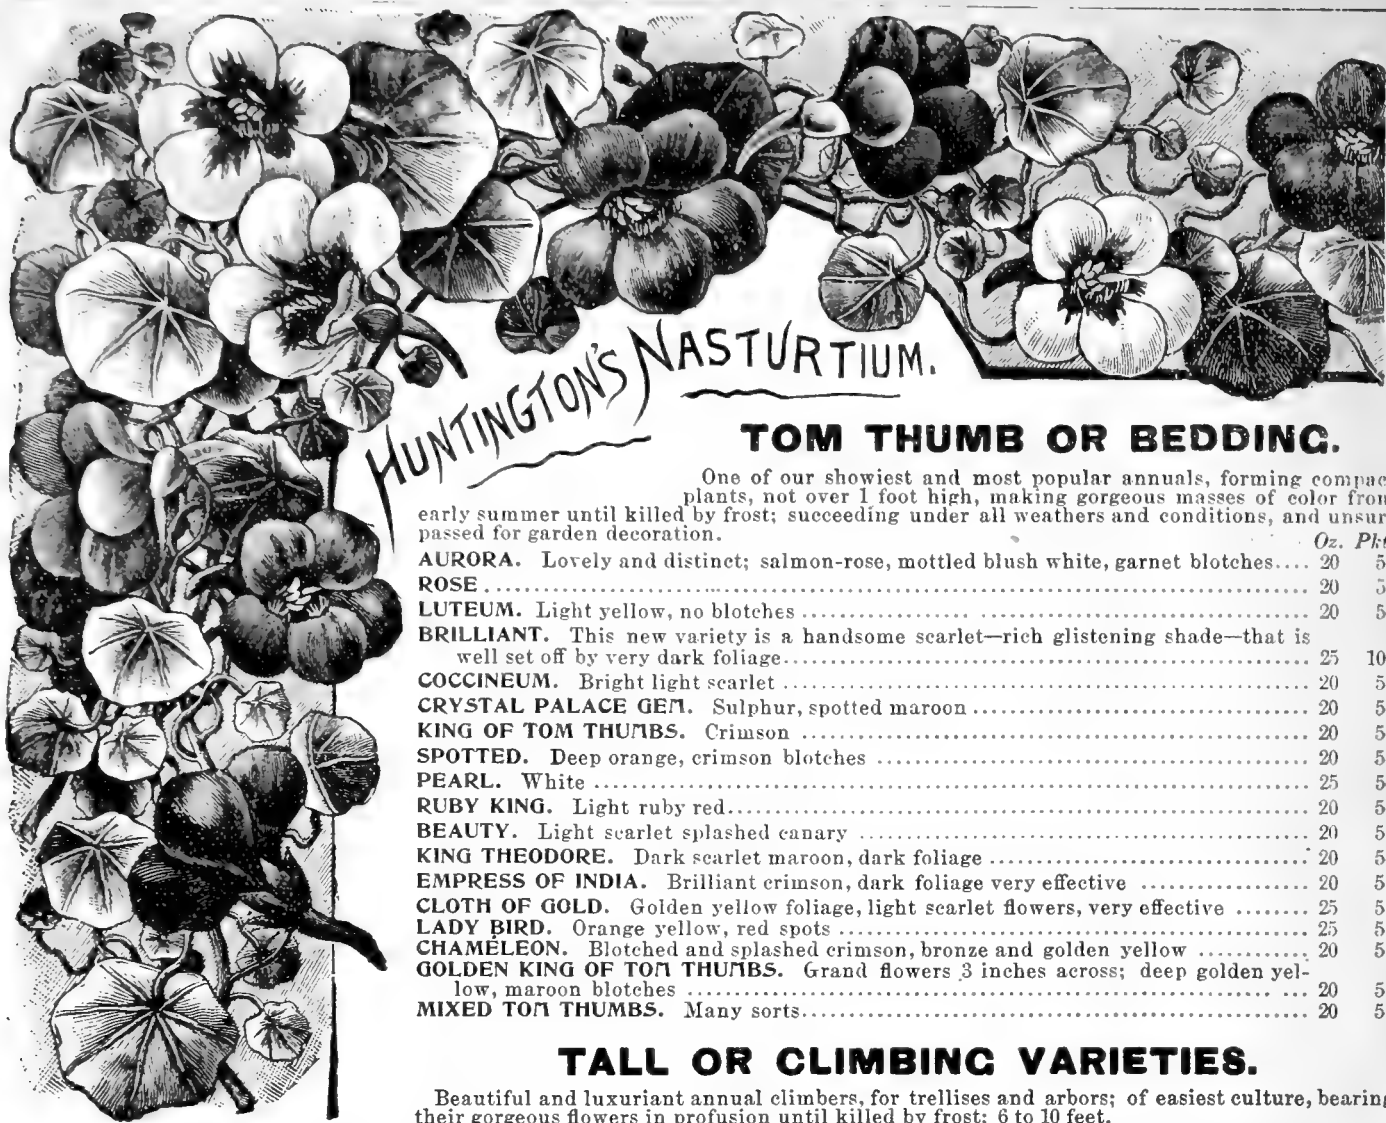 HUNTINGTON'S NASTURTIUM.
TOM THUMB OR BEDDING.
One of our showiest and most popular annuals, forming compac
plants, not over 1 foot high, making gorgeous masses of color from
early summer until killed by frost; succeeding under all weathers and conditions, and unsur
passed for garden decoration.
Oz. Pkt
AURORA. Lovely and distinct; salmon-rose, mottled blush white, garnet blotches.... 20 5
ROSE ........ 20 5
LUTEUM. Light yellow, no blotches ........ 20 5
BRILLIANT. This new variety is a handsome scarlet—rich glistening shade—that is
well set off by very dark foliage........ 25 10
COCCINEUM. Bright light scarlet ........ 20 5
CRYSTAL PALACE GEM. Sulphur, spotted maroon ........ 20 5
KING OF TOM THUMBS. Crimson ........ 20 5
SPOTTED. Deep orange, crimson blotches ........ 20 5
PEARL. White ........ 25 5
RUBY KING. Light ruby red........ 20 5
BEAUTY. Light scarlet splashed canary ........ 20 5
KING THEODORE. Dark scarlet maroon, dark foliage ........ 20 5
EMPRESS OF INDIA. Brilliant crimson, dark foliage very effective ........ 20 5
CLOTH OF GOLD. Golden yellow foliage, light scarlet flowers, very effective ........ 25 5
LADY BIRD. Orange yellow, red spots ........ 25 5
CHAMÉLEON. Blotched and splashed crimson, bronze and golden yellow ........ 20 5
GOLDEN KING OF TOM THUMBS. Grand flowers 3 inches across; deep golden yel-
low, maroon blotches ........ 20 5
MIXED TOM THUMBS. Many sorts........ 20 5
TALL OR CLIMBING VARIETIES.
Beautiful and luxuriant annual climbers, for trellises and arbors; of easiest culture, bearing
their gorgeous flowers in profusion until killed by frost; 6 to 10 feet.